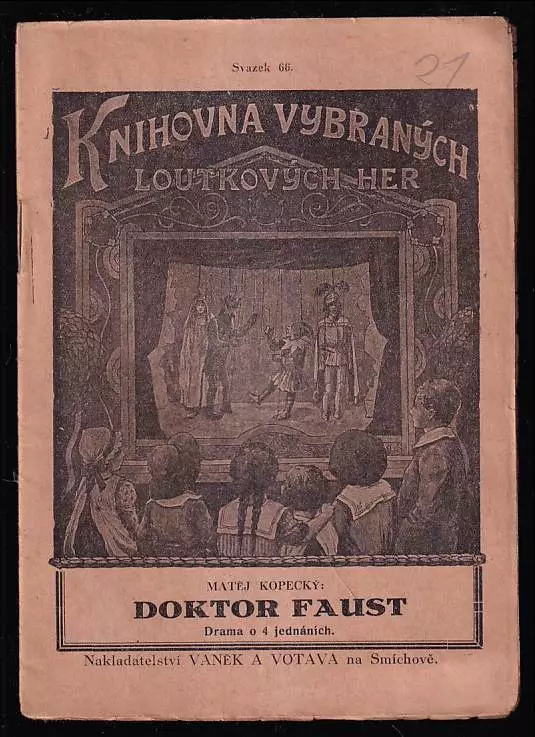 Svazek 66.
21
KNIHOVNA VYBRANÝCH
LOUTKOVÝCH HER
MATĚJ KOPECKÝ:
DOKTOR FAUST
Drama o 4 jednáních.
Nakladatelství VANĚK A VOTAVA na Smíchově.